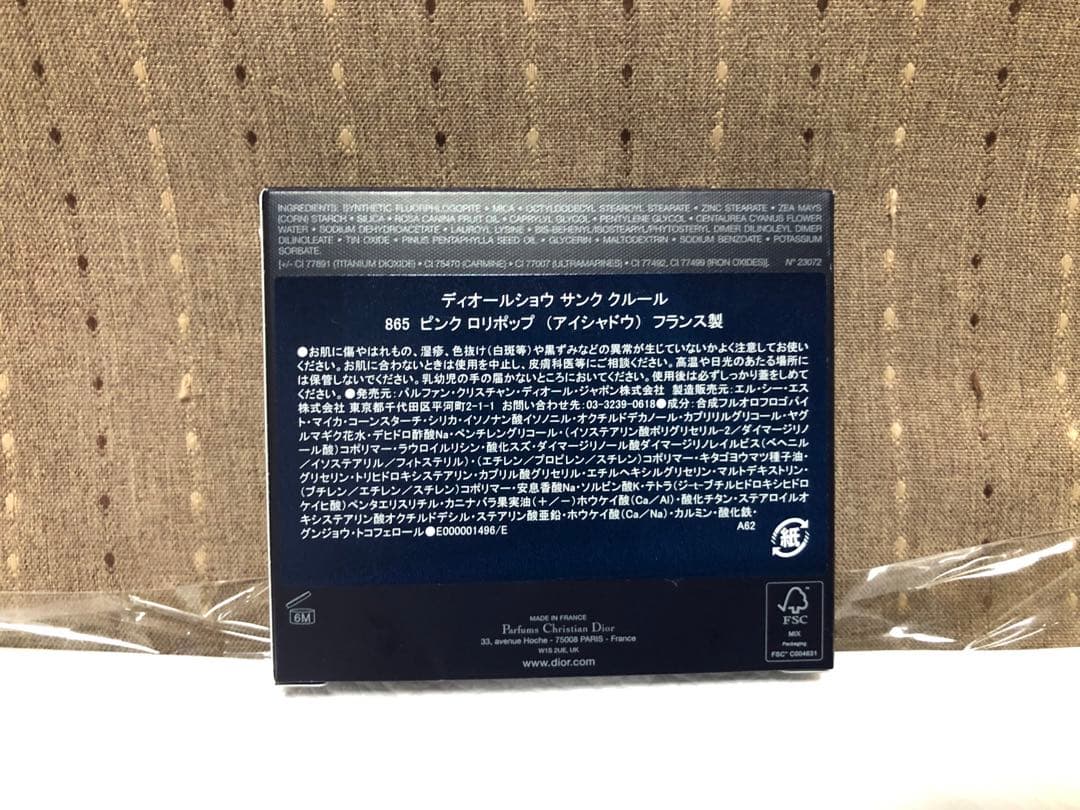 INGREDIENTS: SYNTHETIC FLUORPHLOGOPITE • MICA • OCTYLDODECYL STEAROYL STEARATE • ZINC STEARATE • ZEA MAYS
(CORN) STARCH • SILICA • ROSA CANINA FRUIT OIL • CAPRYLYL GLYCOL • PENTYLENE GLYCOL • CENTAUREA CYANUS FLOWER
WATER • SODIUM DEHYDROACETATE • LAUROYL LYSINE • BIS-BEHENYL/ISOSTEARYL/PHYTOSTERYL DIMER DILINOLEYL DIMER
DILINOLEATE • TIN OXIDE • PINUS PENTAPHYLLA SEED OIL • GLYCERIN • MALTODEXTRIN • SODIUM BENZOATE • POTASSIUM
SORBATE.
[+/- CI 77891 (TITANIUM DIOXIDE) • CI 75470 (CARMINE) • CI 77007 (ULTRAMARINES) • CI 77492, CI 77499 (IRON OXIDES)]. N° 23072
ディオールショウ サンク クルール
865 ピンク ロリポップ (アイシャドウ) フランス製
●お肌に傷やはれもの、湿疹、色抜け(白斑等)や黒ずみなどの異常が生じていないかよく注意してお使い
ください。お肌に合わないときは使用を中止し、皮膚科医等にご相談ください。高温や日光のあたる場所に
は保管しないでください。乳幼児の手の届かないところにおいてください。使用後は必ずしっかり蓋をしめて
ください。●発売元:パルファン・クリスチャン・ディオール・ジャポン株式会社 製造販売元:エル・シー・エス
株式会社 東京都千代田区平河町2-1-1 お問い合わせ先:03-3239-0618●成分:合成フルオロフロゴパイ
ト・マイカ・コーンスターチ・シリカ・イソノナン酸イソノニル・オクチルドデカノール・カプリリルグリコール・ヤグ
ルマギク花水・デヒドロ酢酸Na・ペンチレングリコール・(イソステアリン酸ポリグリセリル-2/ダイマージリ
ノール酸)コポリマー・ラウロイルリシン・酸化スズ・ダイマージリノール酸ダイマージリノレイルビス(ベヘニル
/イソステアリル/フィトステリル)・(エチレン/プロピレン/スチレン)コポリマー・キタゴヨウマツ種子油・
グリセリン・トリヒドロキシステアリン・カプリル酸グリセリル・エチルヘキシルグリセリン・マルトデキストリン・
(ブチレン/エチレン/スチレン)コポリマー・安息香酸Na・ソルビン酸K・テトラ(ジ-t-ブチルヒドロキシヒドロ
ケイヒ酸)ペンタエリスリチル・カニナバラ果実油(+/-)ホウケイ酸(Ca/Al)・酸化チタン・ステアロイルオ
キシステアリン酸オクチルドデシル・ステアリン酸亜鉛・ホウケイ酸(Ca/Na)・カルミン・酸化鉄・
グンジョウ・トコフェロール●E000001496/E
A62
紙
6M
MADE IN FRANCE
Parfums Christian Dior
33, avenue Hoche - 75008 PARIS - France
W1S 2UE, UK
www.dior.com
FSC
MIX
Packaging
FSC™ C004631